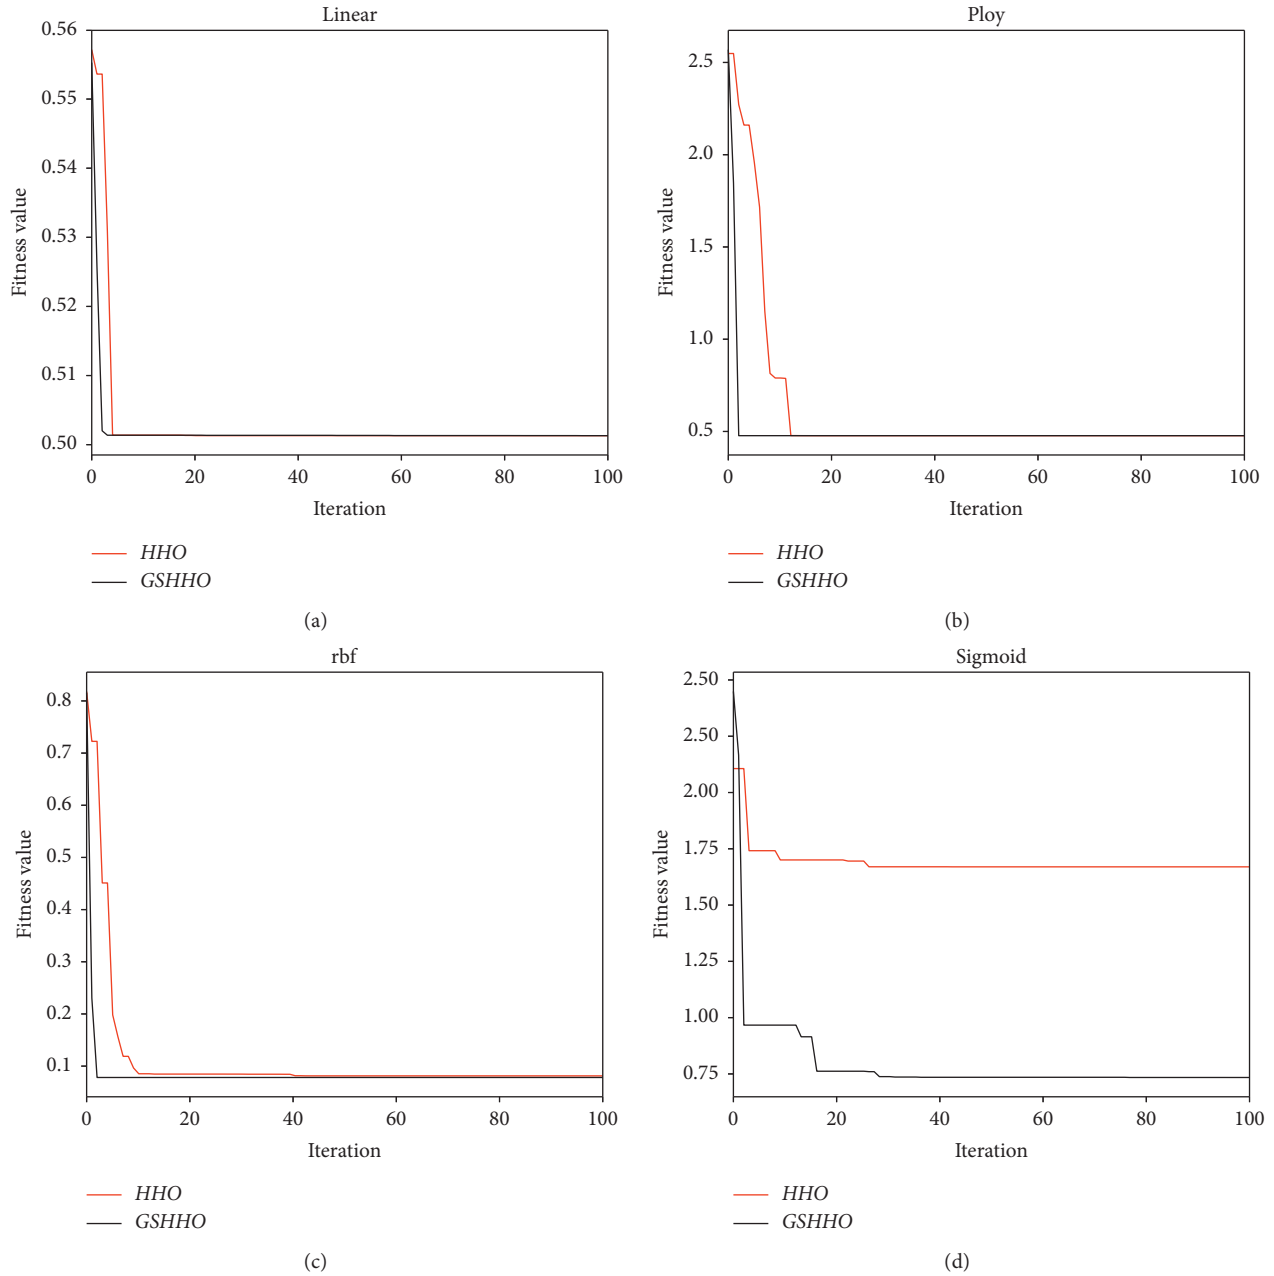 Linear
0.56
0.55
0.54
0.53
0.52
0.51
0.50
Fitness value
0 20 40 60 80 100
Iteration
HHO
GSHHO
(a)
Ploy
2.5
2.0
1.5
1.0
0.5
Fitness value
0 20 40 60 80 100
Iteration
HHO
GSHHO
(b)
rbf
0.8
0.7
0.6
0.5
0.4
0.3
0.2
0.1
Fitness value
0 20 40 60 80 100
Iteration
HHO
GSHHO
(c)
Sigmoid
2.50
2.50
2.00
1.75
1.50
1.25
1.00
0.75
Fitness value
0 20 40 60 80 100
Iteration
HHO
GSHHO
(d)